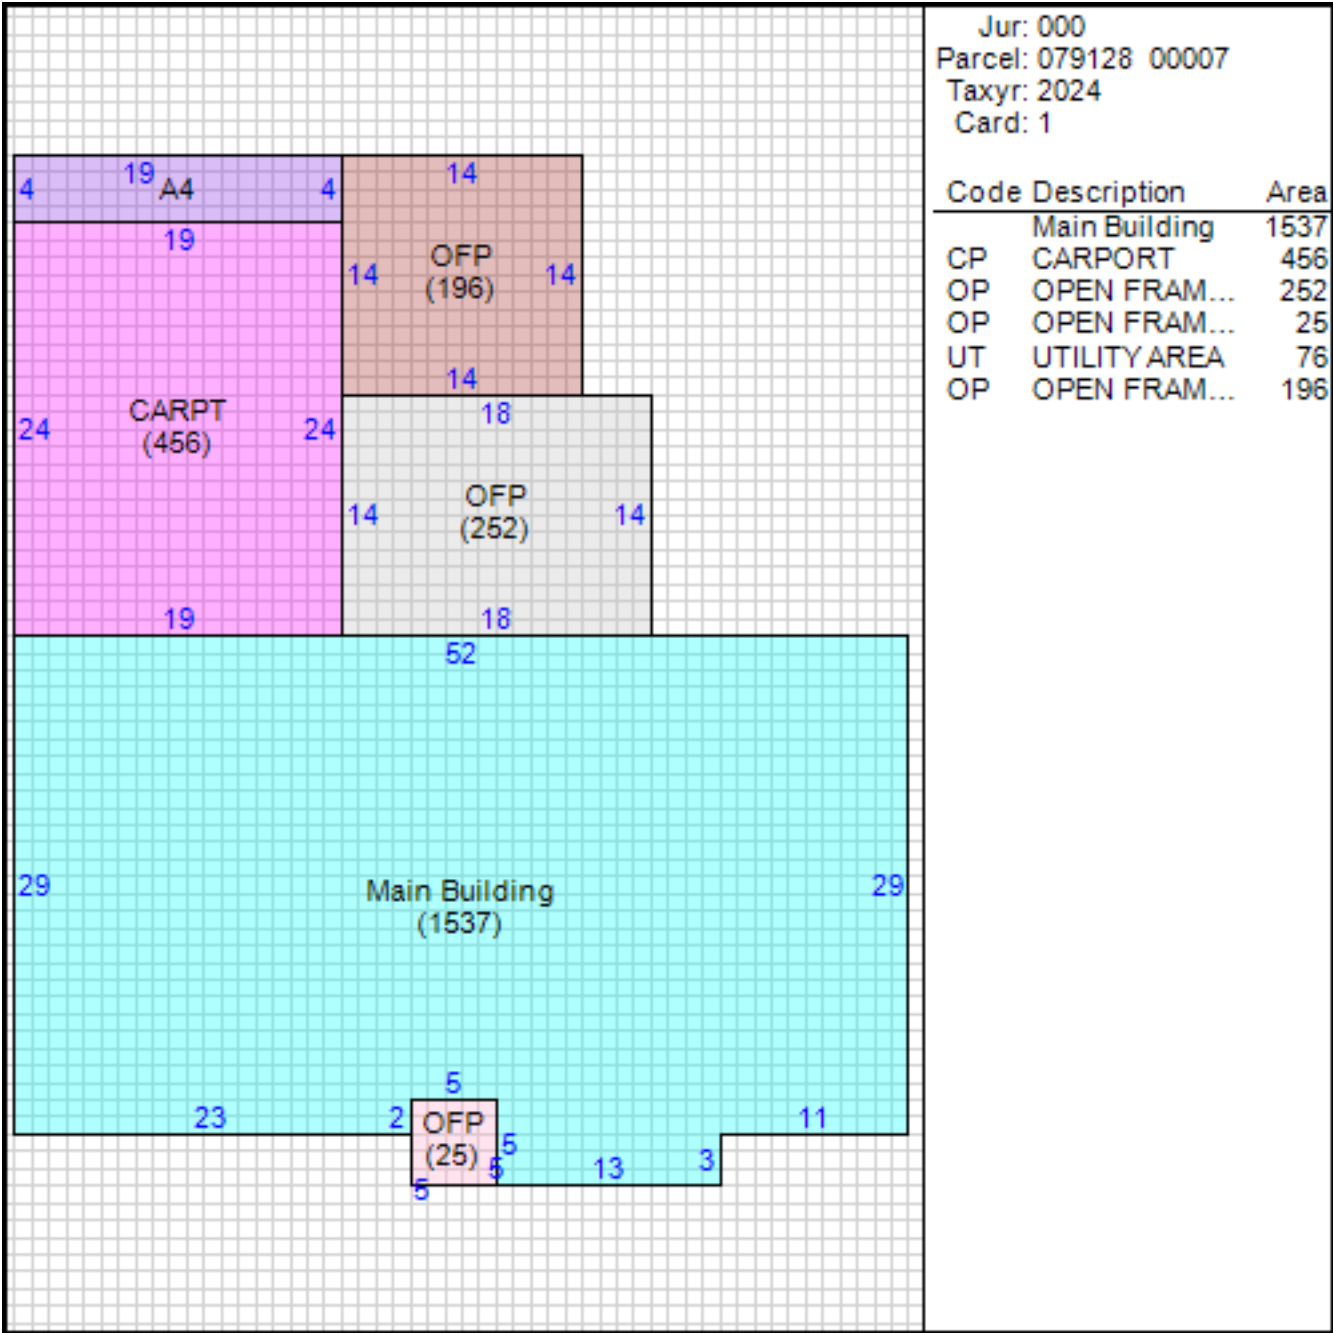 Jur: 000
Parcel: 079128 00007
Taxyr: 2024
Card: 1
Code Description Area
Main Building 1537
CP CARPORT 456
OP OPEN FRAM... 252
OP OPEN FRAM... 25
UT UTILITY AREA 76
OP OPEN FRAM... 196
19
4 A4 4
14
19
OFP
(196)
14 14
14
18
CARPT
(456)
24 24
OFP
(252)
14 14
19
18
52
29
Main Building
(1537)
29
5
23
2
OFP
(25)
5
5
5
13
3
11